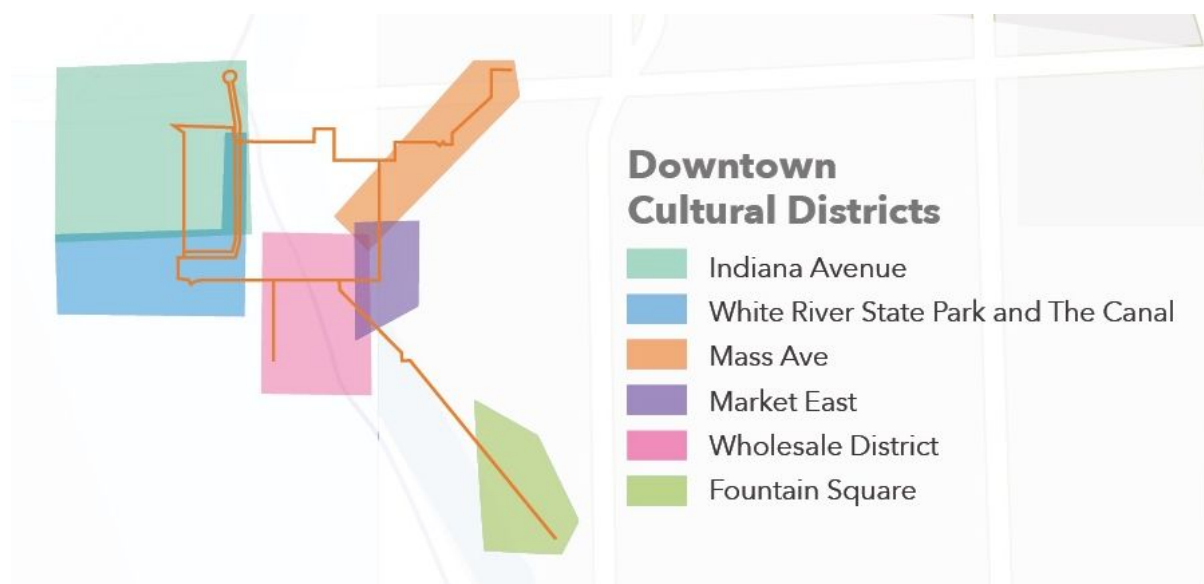 Downtown
Cultural Districts
Indiana Avenue
White River State Park and The Canal
Mass Ave
Market East
Wholesale District
Fountain Square